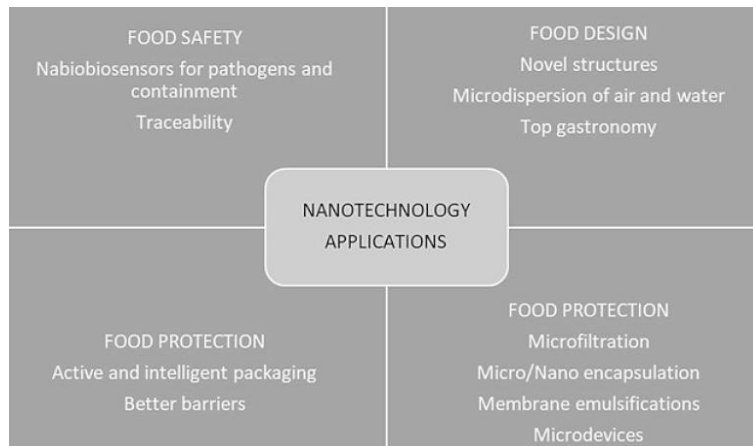 FOOD SAFETY
Nabiobiosensors for pathogens and
containment
Traceability
FOOD DESIGN
Novel structures
Microdispersion of air and water
Top gastronomy
NANOTECHNOLOGY
APPLICATIONS
FOOD PROTECTION
Active and intelligent packaging
Better barriers
FOOD PROTECTION
Microfiltration
Micro/Nano encapsulation
Membrane emulsifications
Microdevices